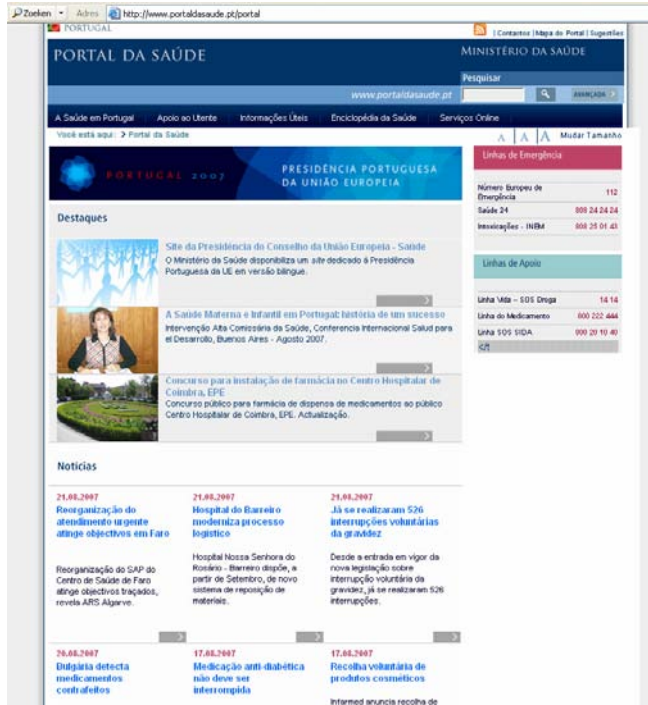 Zoeken
Adres http://www.portaldasaude.pt/portal
PORTUGAL
| Contactos | Mapa do Portal | Sugestões
PORTAL DA SAÚDE
MINISTÉRIO DA SAÚDE
Pesquisar
www.portaldasaude.pt
AVANÇADA
A Saúde em Portugal Apoio ao Utente Informações Úteis Enciclopédia da Saúde Serviços Online
Você está aqui: > Portal da Saúde
A | A | A Mudar Tamanho
PORTUGAL 2007
PRESIDÊNCIA PORTUGUESA
DA UNIÃO EUROPEIA
Destaques
Site da Presidência do Conselho da União Europeia - Saúde
O Ministério da Saúde disponibiliza um site dedicado à Presidência
Portuguesa da UE em versão bilingue.
A Saúde Materna e Infantil em Portugal: história de um sucesso
Intervenção Alta Comissária da Saúde, Conferencia Internacional Salud para
el Desarrollo, Buenos Aires - Agosto 2007.
Concurso para instalação de farmácia no Centro Hospitalar de
Coimbra, EPE
Concurso público para farmácia de dispensa de medicamentos ao público
Centro Hospitalar de Coimbra, EPE. Actualização.
Linhas de Emergência
Número Europeu de
Emergência 112
Saúde 24 808 24 24 24
Intoxicações - INEM 808 25 01 43
Linhas de Apoio
Linha Vida – SOS Droga 14 14
Linha do Medicamento 800 222 444
Linha SOS SIDA 800 20 10 40
</t
Notícias
21.08.2007
Reorganização do
atendimento urgente
atinge objectivos em Faro
Reorganização do SAP do
Centro de Saúde de Faro
atinge objectivos traçados,
revela ARS Algarve.
21.08.2007
Hospital do Barreiro
moderniza processo
logístico
Hospital Nossa Senhora do
Rosário - Barreiro dispõe, a
partir de Setembro, de novo
sistema de reposição de
materiais.
21.08.2007
Já se realizaram 526
interrupções voluntárias
da gravidez
Desde a entrada em vigor da
nova legislação sobre
interrupção voluntária da
gravidez, já se realizaram 526
interrupções.
20.08.2007
Bulgária detecta
medicamentos
contrafeitos
17.08.2007
Medicação anti-diabética
não deve ser
interrompida
17.08.2007
Recolha voluntária de
produtos cosméticos
Infarmed anuncia recolha de